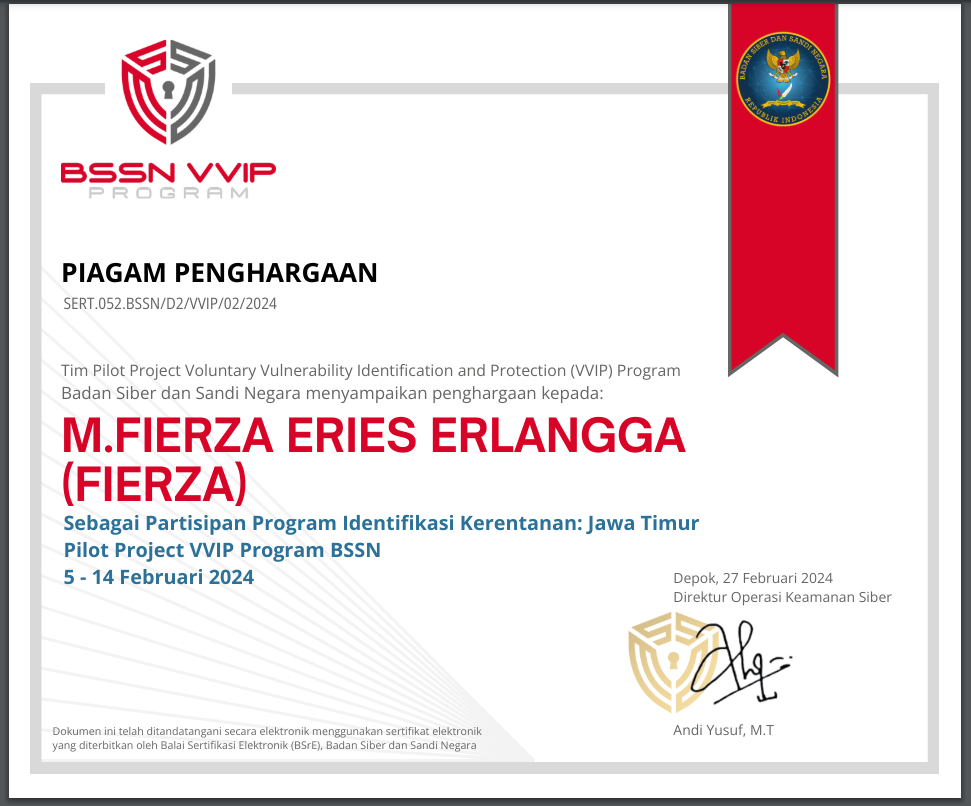 BADAN SIBER DAN SANDI NEGARA
REPUBLIK INDONESIA
BSSN VVIP
PROGRAM
PIAGAM PENGHARGAAN
SERT.052.BSSN/D2/VVIP/02/2024
Tim Pilot Project Voluntary Vulnerability Identification and Protection (VVIP) Program
Badan Siber dan Sandi Negara menyampaikan penghargaan kepada:
M.FIERZA ERIES ERLANGGA
(FIERZA)
Sebagai Partisipan Program Identifikasi Kerentanan: Jawa Timur
Pilot Project VVIP Program BSSN
5 - 14 Februari 2024
Depok, 27 Februari 2024
Direktur Operasi Keamanan Siber
Andi Yusuf, M.T
Dokumen ini telah ditandatangani secara elektronik menggunakan sertifikat elektronik
yang diterbitkan oleh Balai Sertifikasi Elektronik (BSrE), Badan Siber dan Sandi Negara